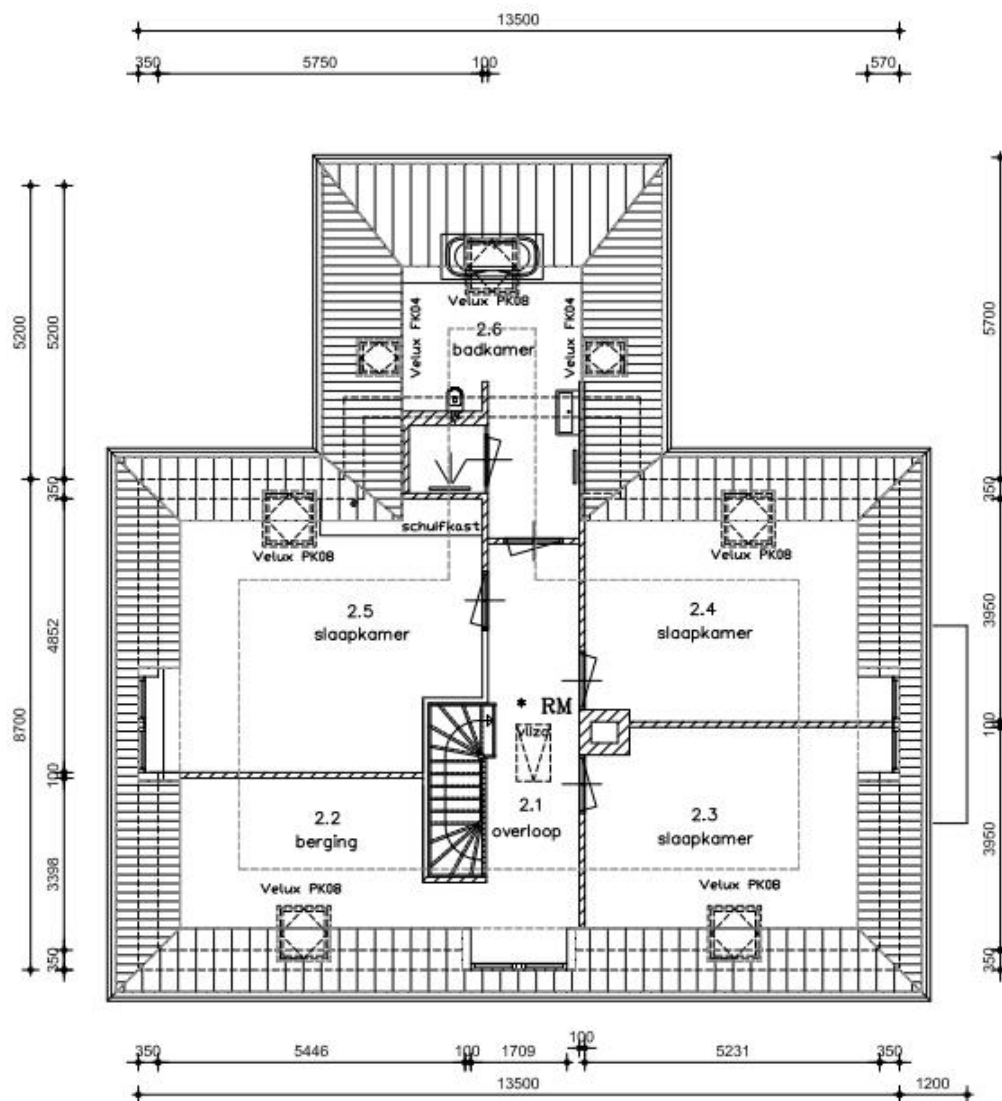 13500
350 5750 100 570
Velux FK04
Velux PK08
Velux FK04
2.6
badkamer
5200
5200
5700
350
350
schuifkast
Velux PK08
Velux PK08
2.5
slaapkamer
2.4
slaapkamer
4852
3950
8700
* RM
vlizo
100
100
2.2
berging
2.1
overloop
2.3
slaapkamer
3398
3950
Velux PK08
Velux PK08
350
350
100
350 5446 100 1709 5231 350
13500 1200